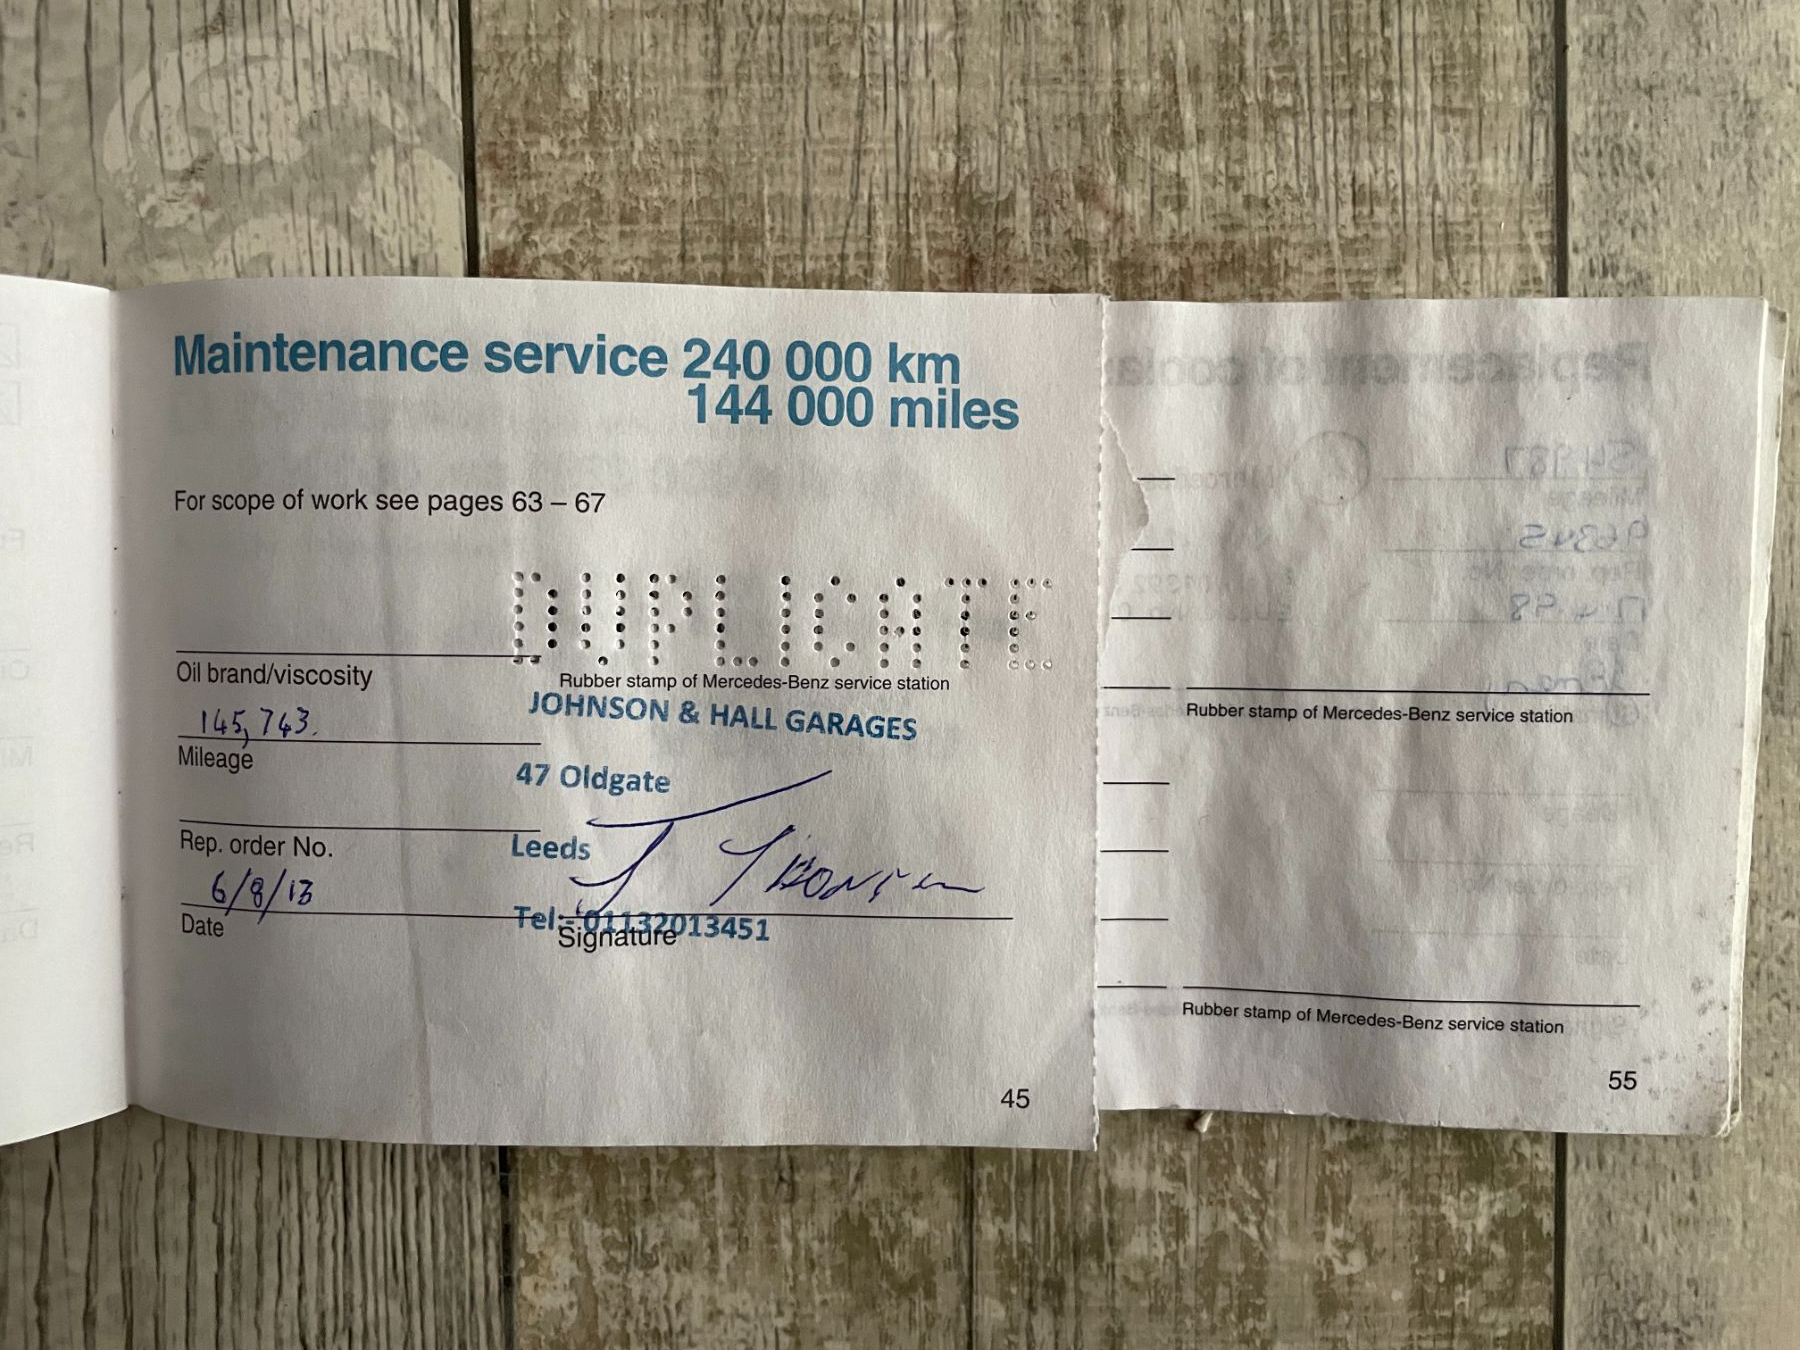 Maintenance service 240 000 km
144 000 miles
For scope of work see pages 63 – 67
DUPLICATE
Oil brand/viscosity
Rubber stamp of Mercedes-Benz service station
JOHNSON & HALL GARAGES
145,743.
Mileage
47 Oldgate
Rep. order No.
Leeds
6/8/13
Date
Tel:- 01132013451
Signature
45
Rubber stamp of Mercedes-Benz service station
Rubber stamp of Mercedes-Benz service station
55